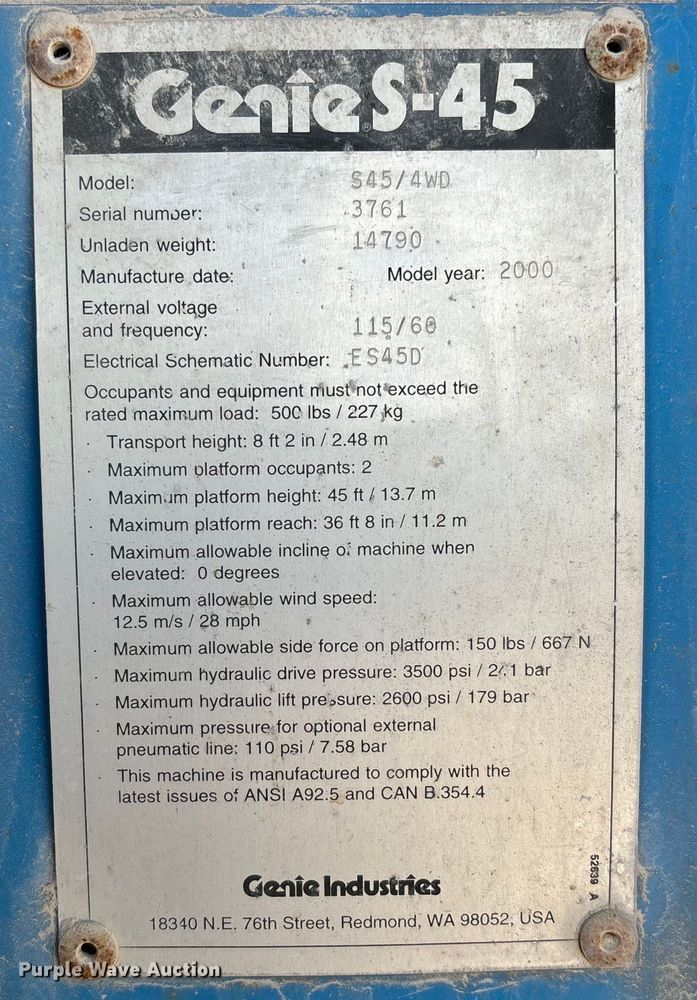 Genie S-45
®
Model: S45/4WD
Serial number: 3761
Unladen weight: 14790
Manufacture date: Model year: 2000
External voltage
and frequency: 115/60
Electrical Schematic Number: ES45D
Occupants and equipment must not exceed the
rated maximum load: 500 lbs / 227 kg
· Transport height: 8 ft 2 in / 2.48 m
· Maximum platform occupants: 2
· Maximum platform height: 45 ft / 13.7 m
· Maximum platform reach: 36 ft 8 in / 11.2 m
· Maximum allowable incline of machine when
elevated: 0 degrees
· Maximum allowable wind speed:
12.5 m/s / 28 mph
· Maximum allowable side force on platform: 150 lbs / 667 N
· Maximum hydraulic drive pressure: 3500 psi / 241 bar
· Maximum hydraulic lift pressure: 2600 psi / 179 bar
· Maximum pressure for optional external
pneumatic line: 110 psi / 7.58 bar
· This machine is manufactured to comply with the
latest issues of ANSI A92.5 and CAN B.354.4
52639 A
Genie Industries
18340 N.E. 76th Street, Redmond, WA 98052, USA
Purple Wave Auction